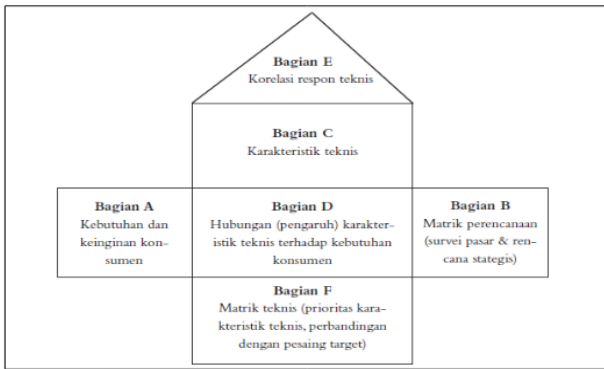 Bagian E
Korelasi respon teknis
Bagian C
Karakteristik teknis
Bagian A
Kebutuhan dan
keinginan kon-
sumen
Bagian D
Hubungan (pengaruh) karakter-
istik teknis terhadap kebutuhan
konsumen
Bagian B
Matrik perencanaan
(survei pasar & ren-
cana stategis)
Bagian F
Matrik teknis (prioritas kara-
kteristik teknis, perbandingan
dengan pesaing target)